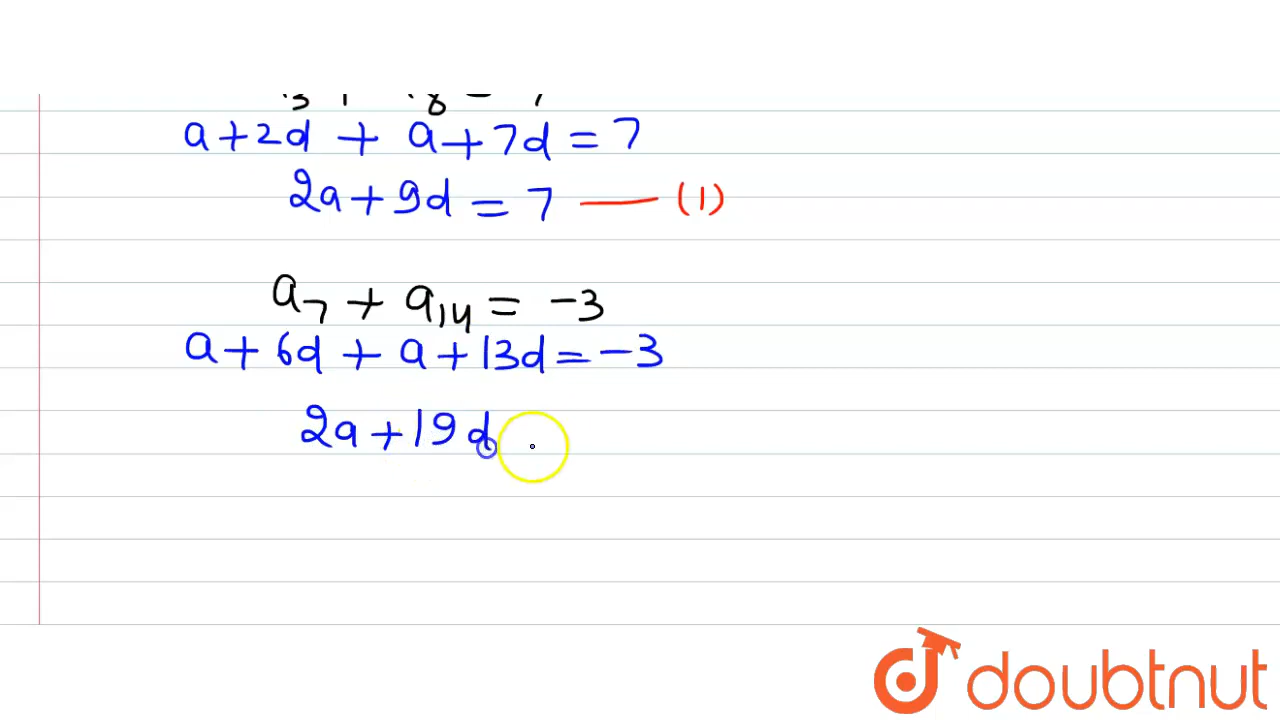 a+2d + a+7d = 7
2a+9d = 7 —— (1)
a₇ + a₁₄ = -3
a+6d + a+13d = -3
2a+19d
doubtnut